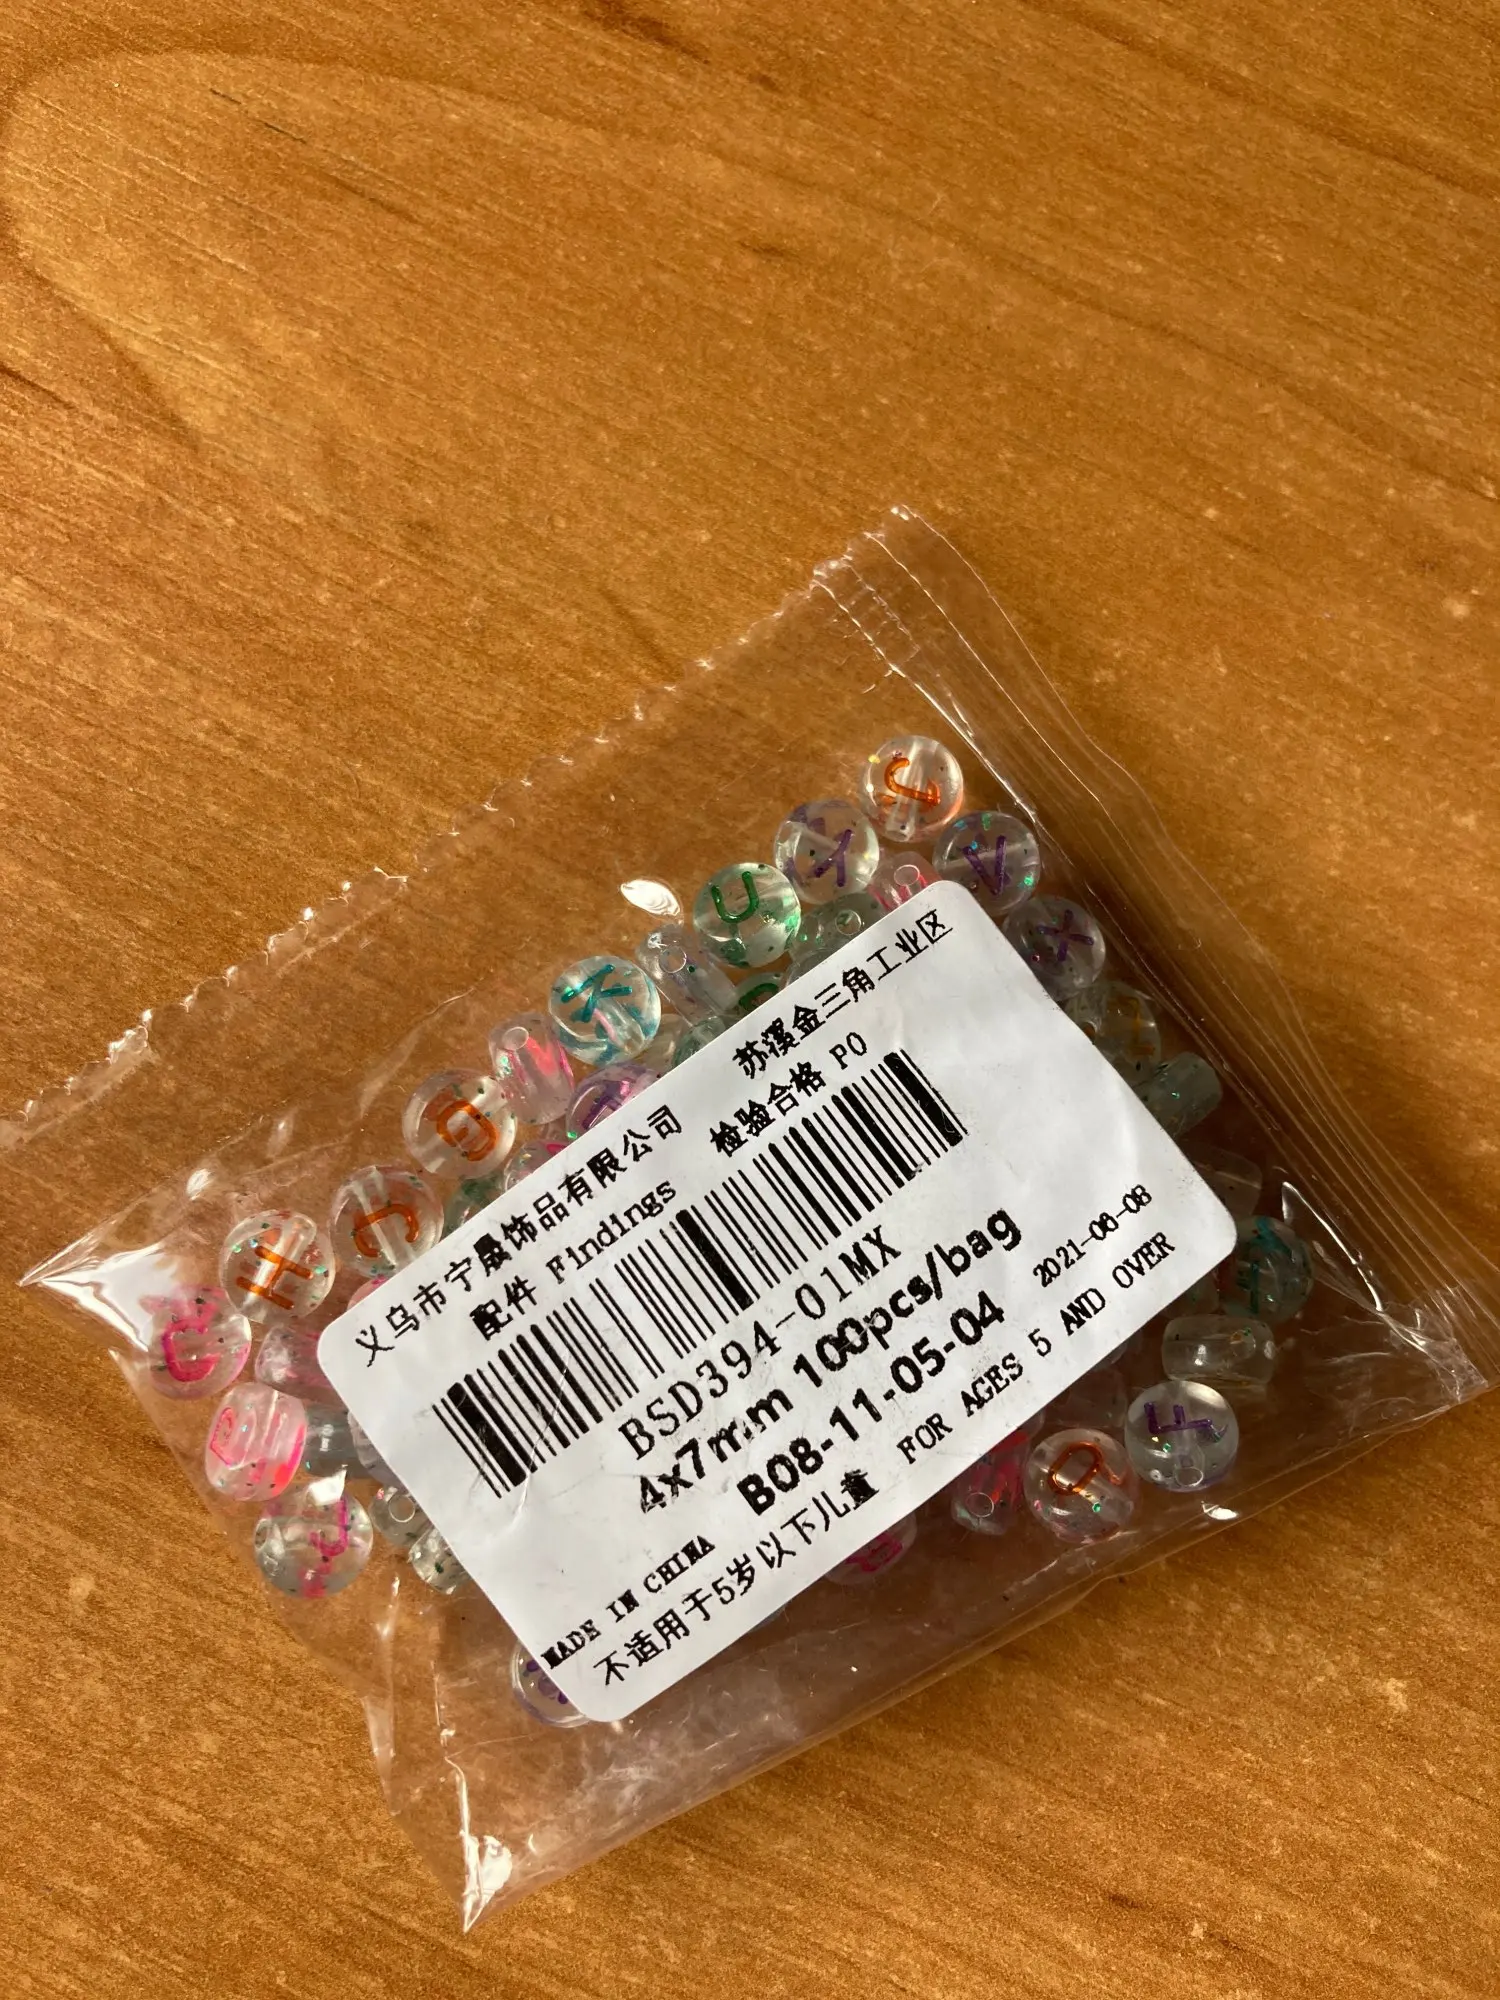 义乌市宁晟饰品有限公司 苏溪金三角工业区
配件 Findings 检验合格 P0
BSD394-01MX
4x7mm 100pcs/bag
B08-11-05-04 2021-08-08
MADE IN CHINA
不适用于5岁以下儿童 FOR AGES 5 AND OVER
J
V
X
U
K
H
F